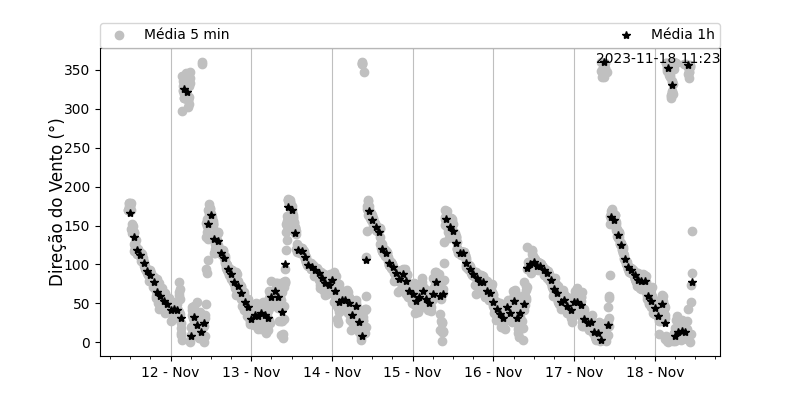 Média 5 min
Média 1h
2023-11-18 11:23
Direção do Vento (°)
350
300
250
200
150
100
50
0
12 - Nov
13 - Nov
14 - Nov
15 - Nov
16 - Nov
17 - Nov
18 - Nov